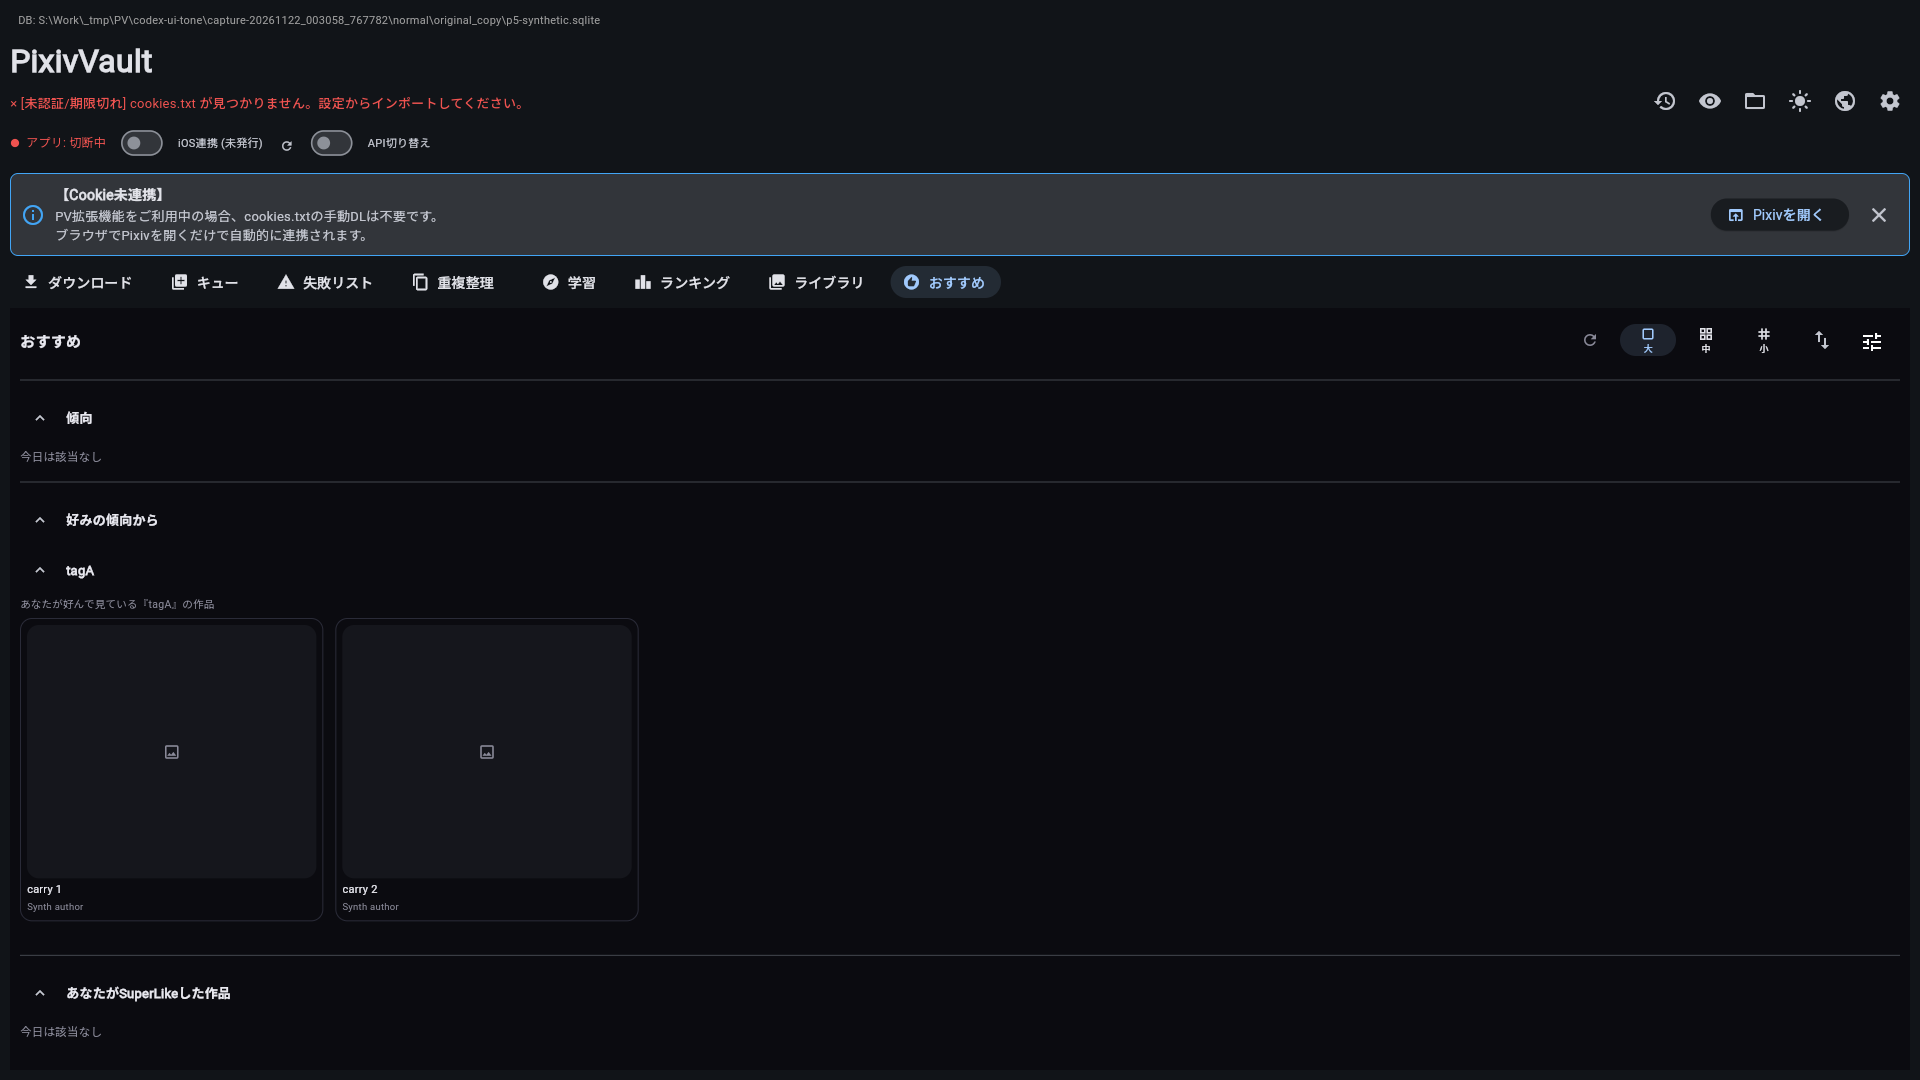 DB: S:\Work\_tmp\PV\codex-ui-tone\capture-20261122_003058_767782\normal\original_copy\p5-synthetic.sqlite
PixivVault
× [未認証/期限切れ] cookies.txt が見つかりません。設定からインポートしてください。
アプリ: 切断中 iOS連携 (未発行) API切り替え
【Cookie未連携】
PV拡張機能をご利用中の場合、cookies.txtの手動DLは不要です。
ブラウザでPixivを開くだけで自動的に連携されます。
Pixivを開く
ダウンロード キュー 失敗リスト 重複整理 学習 ランキング ライブラリ おすすめ
おすすめ
大 中 小
傾向
今日は該当なし
好みの傾向から
tagA
あなたが好んで見ている『tagA』の作品
carry 1 carry 2
Synth author Synth author
あなたがSuperLikeした作品
今日は該当なし